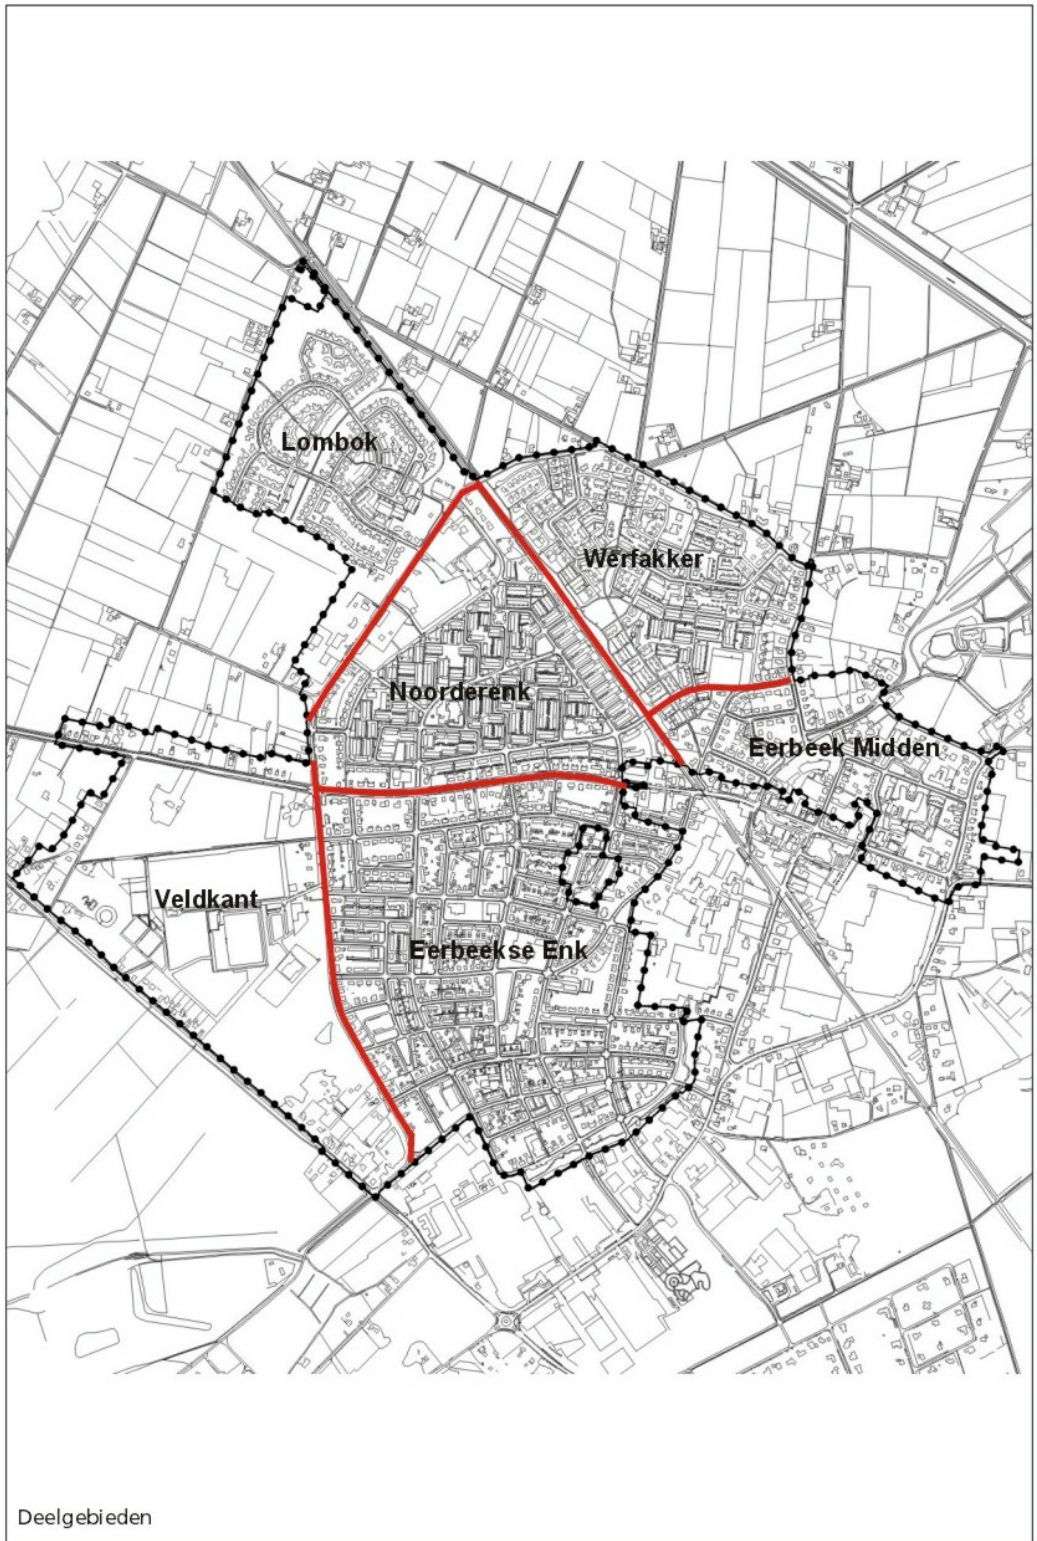 Lombok
Werfakker
Noorderenk
Eerbeek Midden
Veldkant
Eerbeekse Enk
Deelgebieden